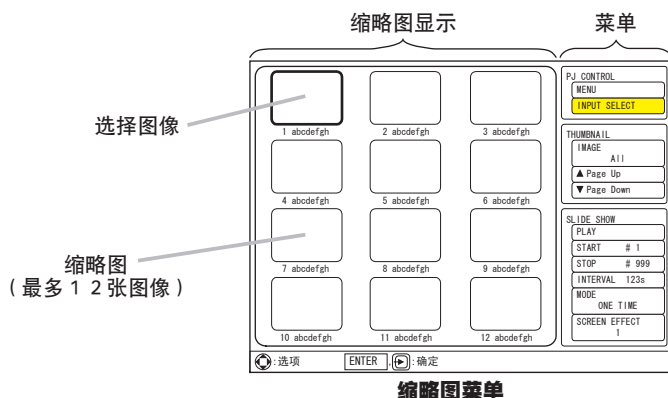 缩略图显示
菜单
选择图像
缩略图
(最多12张图像)
1 abcdefgh
2 abcdefgh
3 abcdefgh
4 abcdefgh
5 abcdefgh
6 abcdefgh
7 abcdefgh
8 abcdefgh
9 abcdefgh
10 abcdefgh
11 abcdefgh
12 abcdefgh
PJ CONTROL
MENU
INPUT SELECT
THUMBNAIL
IMAGE
All
▲ Page Up
▼ Page Down
SLIDE SHOW
PLAY
START # 1
STOP # 999
INTERVAL 123s
MODE
ONE TIME
SCREEN EFFECT
1
:选项 ENTER , :确定
缩略图菜单